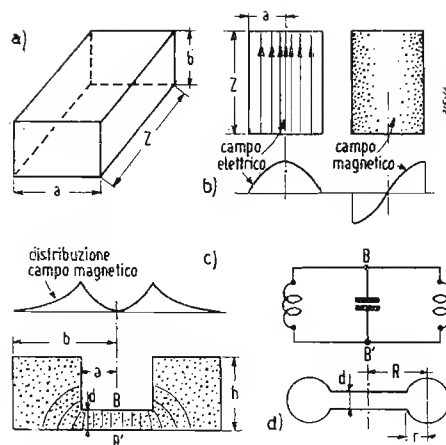 a)
b
Z
a
a
Z
campo
elettrico
campo
magnetico
b)
distribuzione
campo magnetico
c)
b
a
d
B
B'
h
B
B'
R
d
d)
r